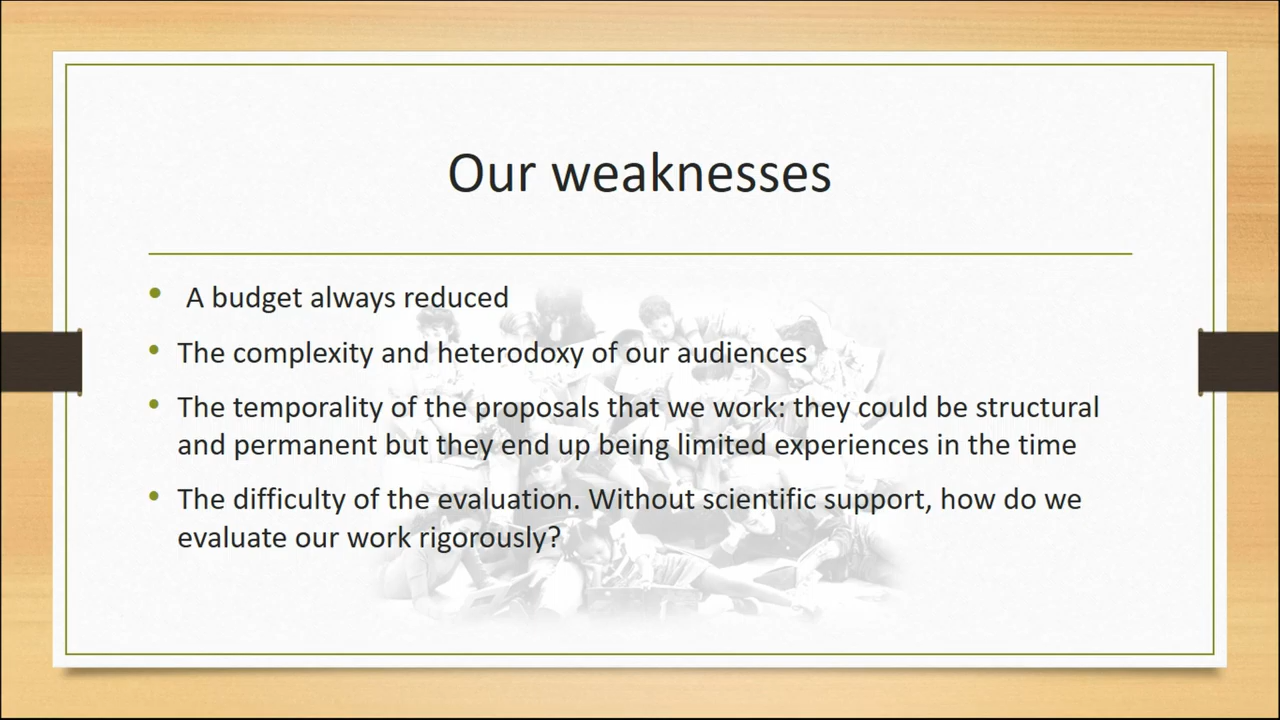 Our weaknesses
• A budget always reduced
• The complexity and heterodoxy of our audiences
• The temporality of the proposals that we work: they could be structural
and permanent but they end up being limited experiences in the time
• The difficulty of the evaluation. Without scientific support, how do we
evaluate our work rigorously?